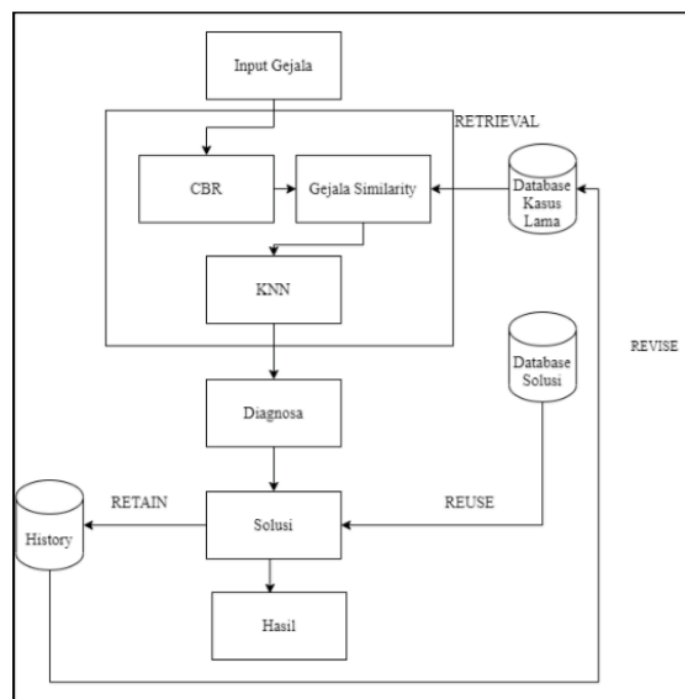 Input Gejala
RETRIEVAL
CBR
Gejala Similarity
Database
Kasus
Lama
KNN
Database
Solusi
REVISE
Diagnosa
RETAIN
REUSE
History
Solusi
Hasil